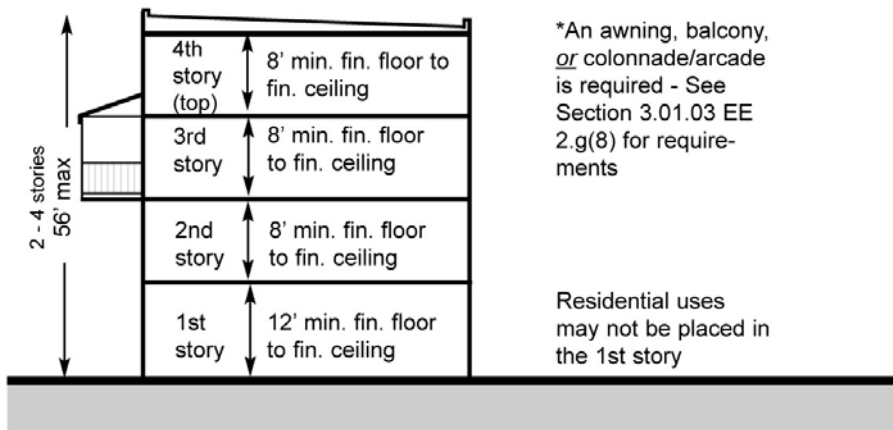 2 - 4 stories
56’ max
4th
story
(top)
8’ min. fin. floor to
fin. ceiling
3rd
story
8’ min. fin. floor
to fin. ceiling
2nd
story
8’ min. fin. floor
to fin. ceiling
1st
story
12’ min. fin. floor
to fin. ceiling
*An awning, balcony,
or colonnade/arcade
is required - See
Section 3.01.03 EE
2.g(8) for require-
ments
Residential uses
may not be placed in
the 1st story